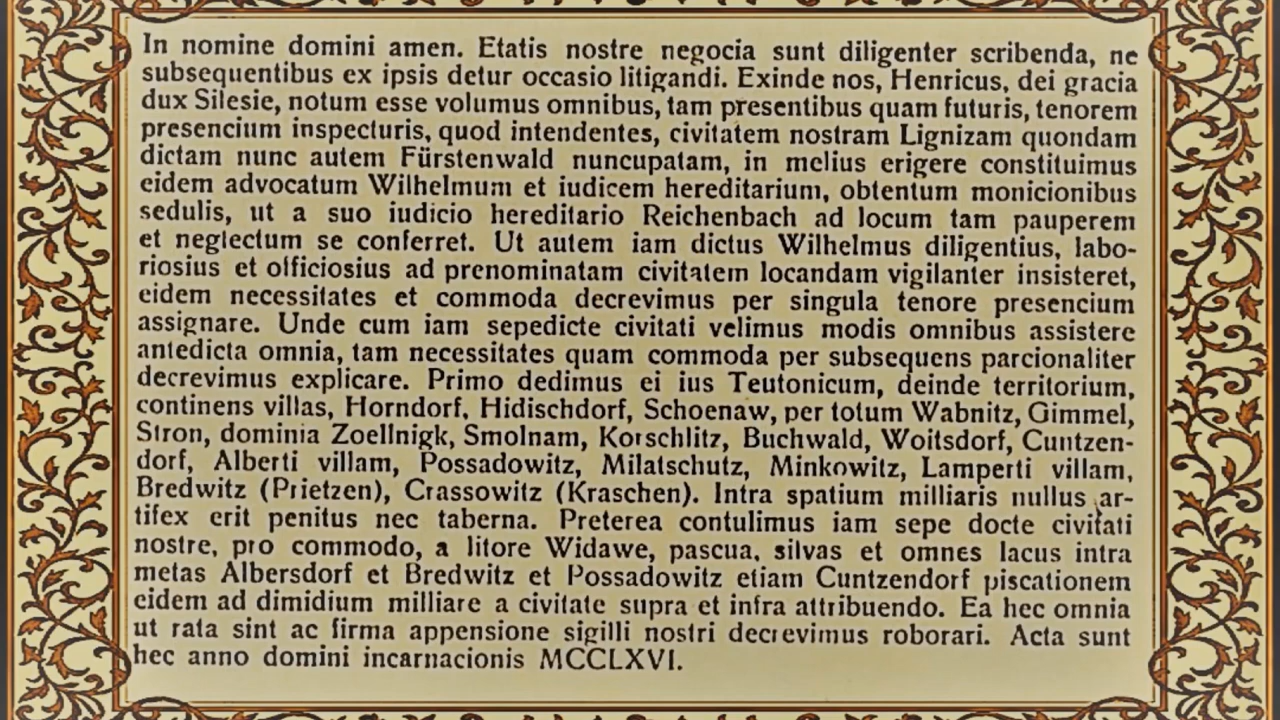 In nomine domini amen. Etatis nostre negocia sunt diligenter scribenda, ne
subsequentibus ex ipsis detur occasio litigandi. Exinde nos, Henricus, dei gracia
dux Silesie, notum esse volumus omnibus, tam presentibus quam futuris, tenorem
presencium inspecturis, quod intendentes, civitatem nostram Lignizam quondam
dictam nunc autem Fürstenwald nuncupatam, in melius erigere constituimus
eidem advocatum Wilhelmum et iudicem hereditarium, obtentum monicionibus
sedulis, ut a suo iudicio hereditario Reichenbach ad locum tam pauperem
et neglectum se conferret. Ut autem iam dictus Wilhelmus diligentius, labo-
riosius et officiosius ad prenominatam civitatem locandam vigilanter insisteret,
eidem necessitates et commoda decrevimus per singula tenore presencium
assignare. Unde cum iam sepedicte civitati velimus modis omnibus assistere
antedicta omnia, tam necessitates quam commoda per subsequens parcionaliter
decrevimus explicare. Primo dedimus ei ius Teutonicum, deinde territorium,
continens villas, Horndorf, Hidischdorf, Schoenaw, per totum Wabnitz, Gimmel,
Stron, dominia Zoellnigk, Smolnam, Korschlitz, Buchwald, Woitsdorf, Cuntzen-
dorf, Alberti villam, Possadowitz, Milatschutz, Minkowitz, Lamperti villam,
Bredwitz (Prietzen), Crassowitz (Kraschen). Intra spatium milliaris nullus ar-
tifex erit penitus nec taberna. Preterea contulimus iam sepe docte civitati
nostre, pro commodo, a litore Widawe, pascua, silvas et omnes lacus intra
metas Albersdorf et Bredwitz et Possadowitz etiam Cuntzendorf piscationem
eidem ad dimidium milliare a civitate supra et infra attribuendo. Ea hec omnia
ut rata sint ac firma appensione sigilli nostri decrevimus roborari. Acta sunt
hec anno domini incarnacionis MCCLXVI.